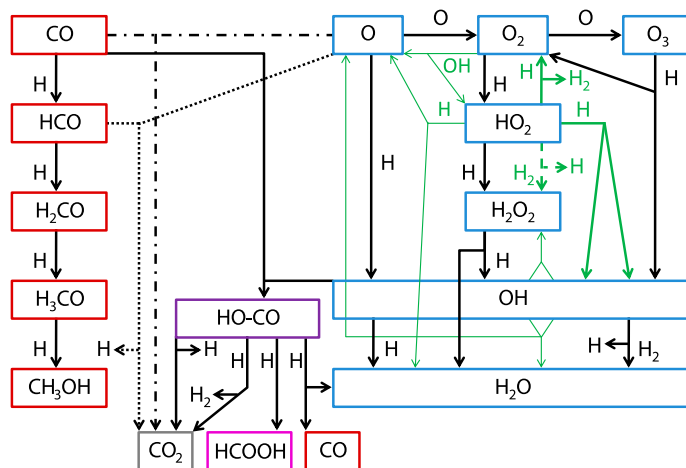 O O
CO O O₂ O₃
OH
H H H H₂
H
HCO H HO₂ H
H
H H H H
H₂
H₂CO H₂O₂
H H
H₃CO OH
HO–CO
H H H H H H H H H₂
CH₃OH H₂ H₂O
CO₂ HCOOH CO